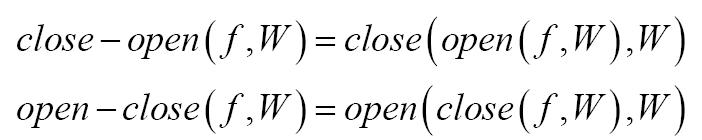 close − open(f,W) = close(open(f,W),W)
open − close(f,W) = open(close(f,W),W)